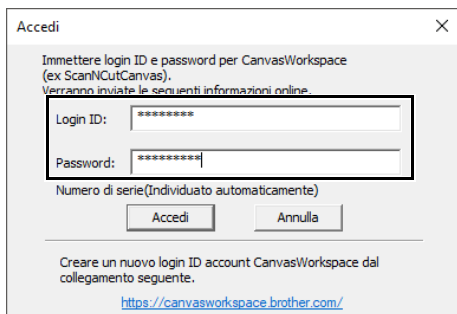 Accedi
Immettere login ID e password per CanvasWorkspace
(ex ScanNCutCanvas).
Verranno inviate le seguenti informazioni online.
Login ID: ********
Password: *********
Numero di serie(Individuato automaticamente)
Accedi Annulla
Creare un nuovo login ID account CanvasWorkspace dal
collegamento seguente.
https://canvasworkspace.brother.com/